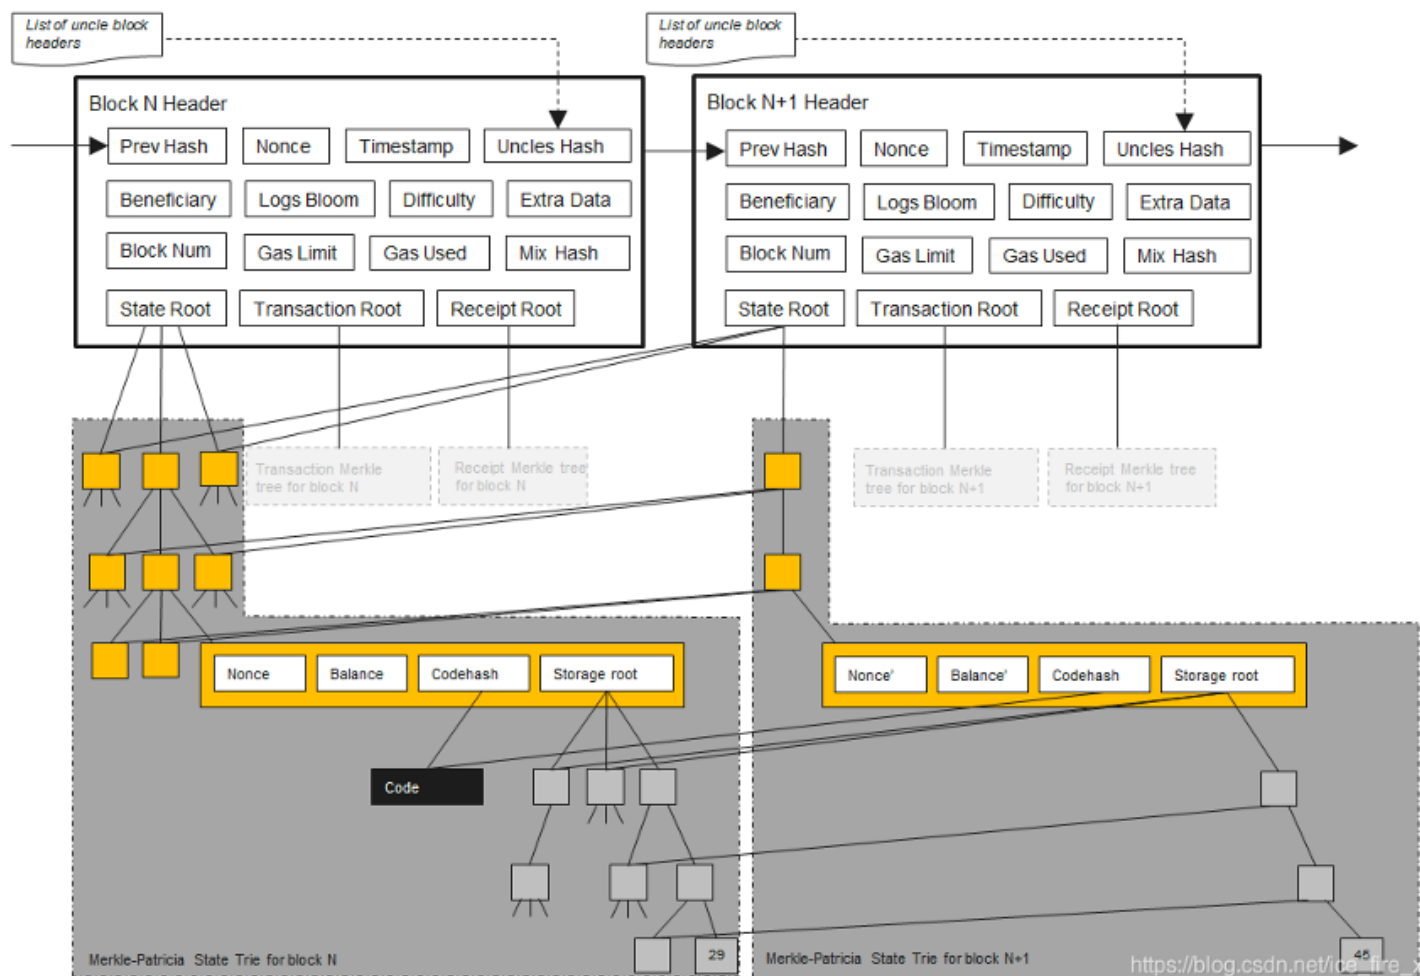 List of uncle block
headers
List of uncle block
headers
Block N Header
Prev Hash
Nonce
Timestamp
Uncles Hash
Beneficiary
Logs Bloom
Difficulty
Extra Data
Block Num
Gas Limit
Gas Used
Mix Hash
State Root
Transaction Root
Receipt Root
Block N+1 Header
Prev Hash
Nonce
Timestamp
Uncles Hash
Beneficiary
Logs Bloom
Difficulty
Extra Data
Block Num
Gas Limit
Gas Used
Mix Hash
State Root
Transaction Root
Receipt Root
Transaction Merkle
tree for block N
Receipt Merkle tree
for block N
Transaction Merkle
tree for block N+1
Receipt Merkle tree
for block N+1
Nonce
Balance
Codehash
Storage root
Nonce'
Balance'
Codehash
Storage root
Code
29
45
Merkle-Patricia State Trie for block N
Merkle-Patricia State Trie for block N+1